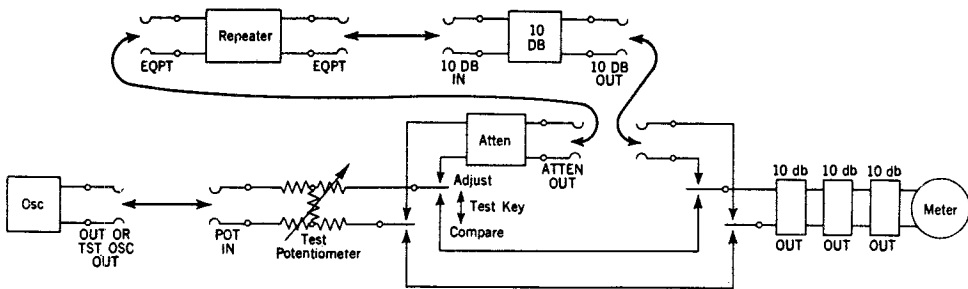 Repeater
10
DB
EQPT
EQPT
10 DB
IN
10 DB
OUT
Atten
ATTEN
OUT
Osc
OUT OR
TST OSC
OUT
POT
IN
Test
Potentiometer
Adjust
Test Key
Compare
10 db
10 db
10 db
OUT
OUT
OUT
Meter